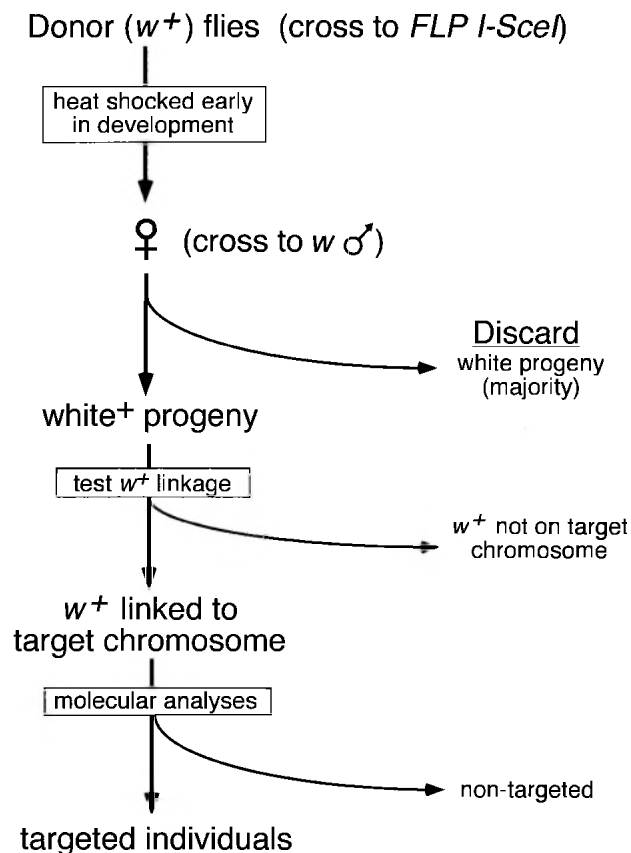 Donor (w+) flies (cross to FLP I-SceI)
heat shocked early
in development
♀ (cross to w ♂)
Discard
white progeny
(majority)
white+ progeny
test w+ linkage
w+ not on target
chromosome
w+ linked to
target chromosome
molecular analyses
non-targeted
targeted individuals